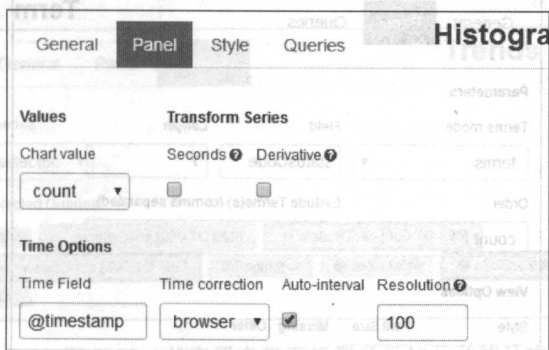 Histogra
General Panel Style Queries
Values Transform Series
Chart value Seconds Derivative
count
Time Options
Time Field Time correction Auto-interval Resolution
@timestamp browser 100